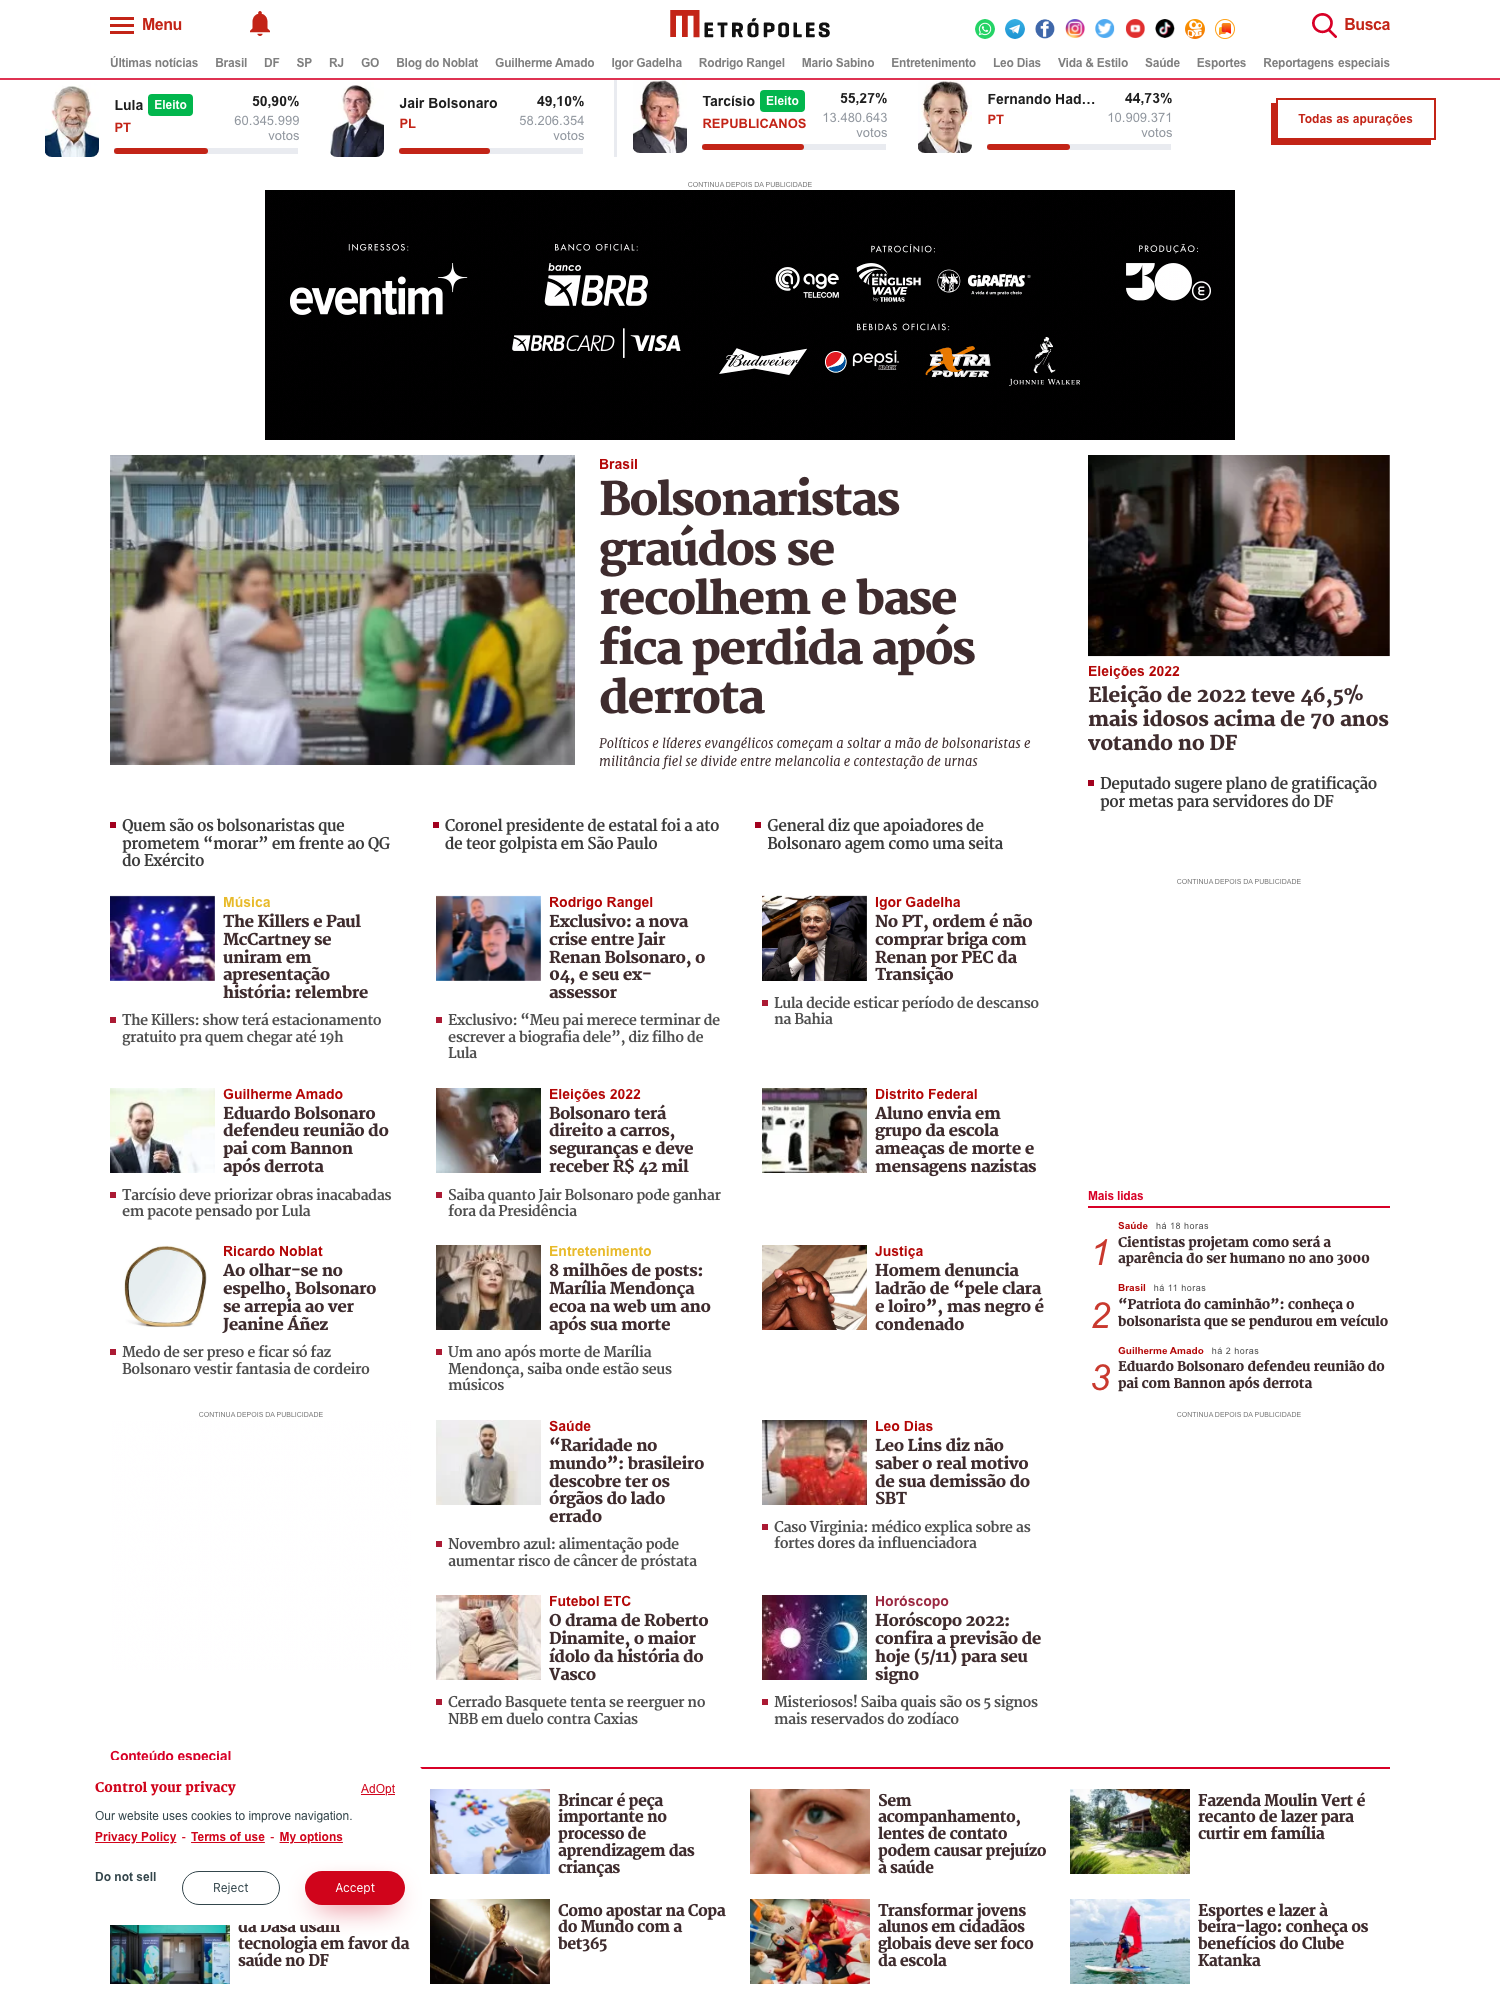 Menu
METRÓPOLES
Busca
Últimas notícias Brasil DF SP RJ GO Blog do Noblat Guilherme Amado Igor Gadelha Rodrigo Rangel Mario Sabino Entretenimento Leo Dias Vida & Estilo Saúde Esportes Reportagens especiais
Lula Eleito 50,90%
PT 60.345.999
votos
Jair Bolsonaro 49,10%
PL 58.206.354
votos
Tarcísio Eleito 55,27%
REPUBLICANOS 13.480.643
votos
Fernando Had... 44,73%
PT 10.909.371
votos
Todas as apurações
CONTINUA DEPOIS DA PUBLICIDADE
INGRESSOS:
eventim
BANCO OFICIAL:
banco
BRB
BRBCARD VISA
PATROCÍNIO:
age
TELECOM
ENGLISH
WAVE
by THOMAS
GIRAFFAS
A vida é um prato cheio
BEBIDAS OFICIAIS:
Budweiser
pepsi
BLACK
EXTRA
POWER
JOHNNIE WALKER
PRODUÇÃO:
30E
Brasil
Bolsonaristas
graúdos se
recolhem e base
fica perdida após
derrota
Políticos e líderes evangélicos começam a soltar a mão de bolsonaristas e
militância fiel se divide entre melancolia e contestação de urnas
Eleições 2022
Eleição de 2022 teve 46,5%
mais idosos acima de 70 anos
votando no DF
Deputado sugere plano de gratificação
por metas para servidores do DF
Quem são os bolsonaristas que
prometem “morar” em frente ao QG
do Exército
Coronel presidente de estatal foi a ato
de teor golpista em São Paulo
General diz que apoiadores de
Bolsonaro agem como uma seita
CONTINUA DEPOIS DA PUBLICIDADE
Música
The Killers e Paul
McCartney se
uniram em
apresentação
história: relembre
The Killers: show terá estacionamento
gratuito pra quem chegar até 19h
Rodrigo Rangel
Exclusivo: a nova
crise entre Jair
Renan Bolsonaro, o
04, e seu ex-
assessor
Exclusivo: “Meu pai merece terminar de
escrever a biografia dele”, diz filho de
Lula
Igor Gadelha
No PT, ordem é não
comprar briga com
Renan por PEC da
Transição
Lula decide esticar período de descanso
na Bahia
Guilherme Amado
Eduardo Bolsonaro
defendeu reunião do
pai com Bannon
após derrota
Tarcísio deve priorizar obras inacabadas
em pacote pensado por Lula
Eleições 2022
Bolsonaro terá
direito a carros,
seguranças e deve
receber R$ 42 mil
Saiba quanto Jair Bolsonaro pode ganhar
fora da Presidência
Distrito Federal
Aluno envia em
grupo da escola
ameaças de morte e
mensagens nazistas
Mais lidas
Saúde há 18 horas
1 Cientistas projetam como será a
aparência do ser humano no ano 3000
Brasil há 11 horas
2 “Patriota do caminhão”: conheça o
bolsonarista que se pendurou em veículo
Guilherme Amado há 2 horas
3 Eduardo Bolsonaro defendeu reunião do
pai com Bannon após derrota
Ricardo Noblat
Ao olhar-se no
espelho, Bolsonaro
se arrepia ao ver
Jeanine Áñez
Medo de ser preso e ficar só faz
Bolsonaro vestir fantasia de cordeiro
Entretenimento
8 milhões de posts:
Marília Mendonça
ecoa na web um ano
após sua morte
Um ano após morte de Marília
Mendonça, saiba onde estão seus
músicos
Justiça
Homem denuncia
ladrão de “pele clara
e loiro”, mas negro é
condenado
CONTINUA DEPOIS DA PUBLICIDADE
CONTINUA DEPOIS DA PUBLICIDADE
Saúde
“Raridade no
mundo”: brasileiro
descobre ter os
órgãos do lado
errado
Novembro azul: alimentação pode
aumentar risco de câncer de próstata
Leo Dias
Leo Lins diz não
saber o real motivo
de sua demissão do
SBT
Caso Virginia: médico explica sobre as
fortes dores da influenciadora
Futebol ETC
O drama de Roberto
Dinamite, o maior
ídolo da história do
Vasco
Cerrado Basquete tenta se reerguer no
NBB em duelo contra Caxias
Horóscopo
Horóscopo 2022:
confira a previsão de
hoje (5/11) para seu
signo
Misteriosos! Saiba quais são os 5 signos
mais reservados do zodíaco
Conteúdo especial
Control your privacy AdOpt
Our website uses cookies to improve navigation.
Privacy Policy - Terms of use - My options
Do not sell Reject Accept
Brincar é peça
importante no
processo de
aprendizagem das
crianças
Sem
acompanhamento,
lentes de contato
podem causar prejuízo
à saúde
Fazenda Moulin Vert é
recanto de lazer para
curtir em família
da Dasa usam
tecnologia em favor da
saúde no DF
Como apostar na Copa
do Mundo com a
bet365
Transformar jovens
alunos em cidadãos
globais deve ser foco
da escola
Esportes e lazer à
beira-lago: conheça os
benefícios do Clube
Katanka